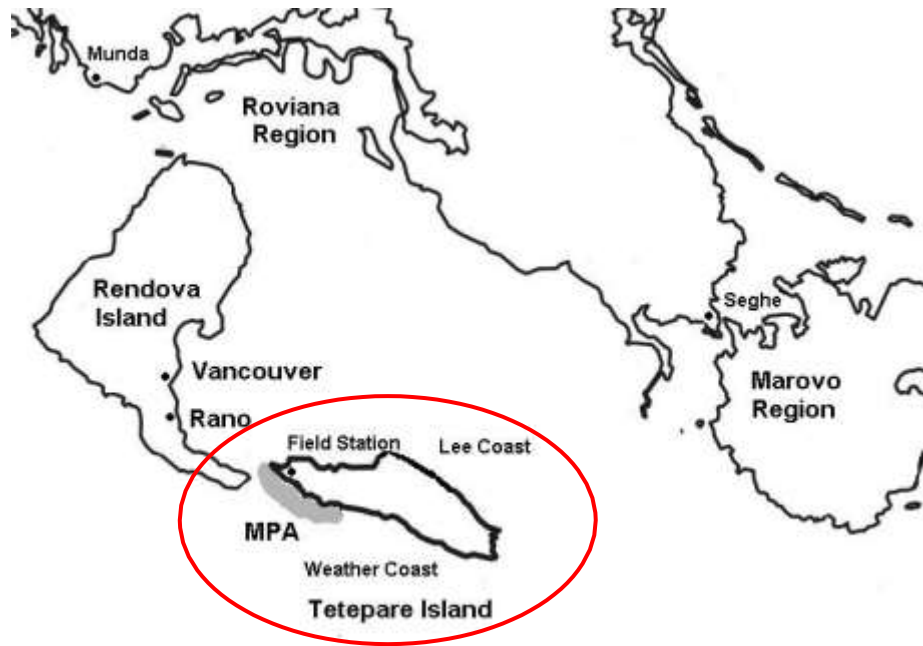 Munda
Roviana
Region
Rendova
Island
Seghe
Vancouver
Marovo
Region
Rano
Field Station
Lee Coast
MPA
Weather Coast
Tetepare Island